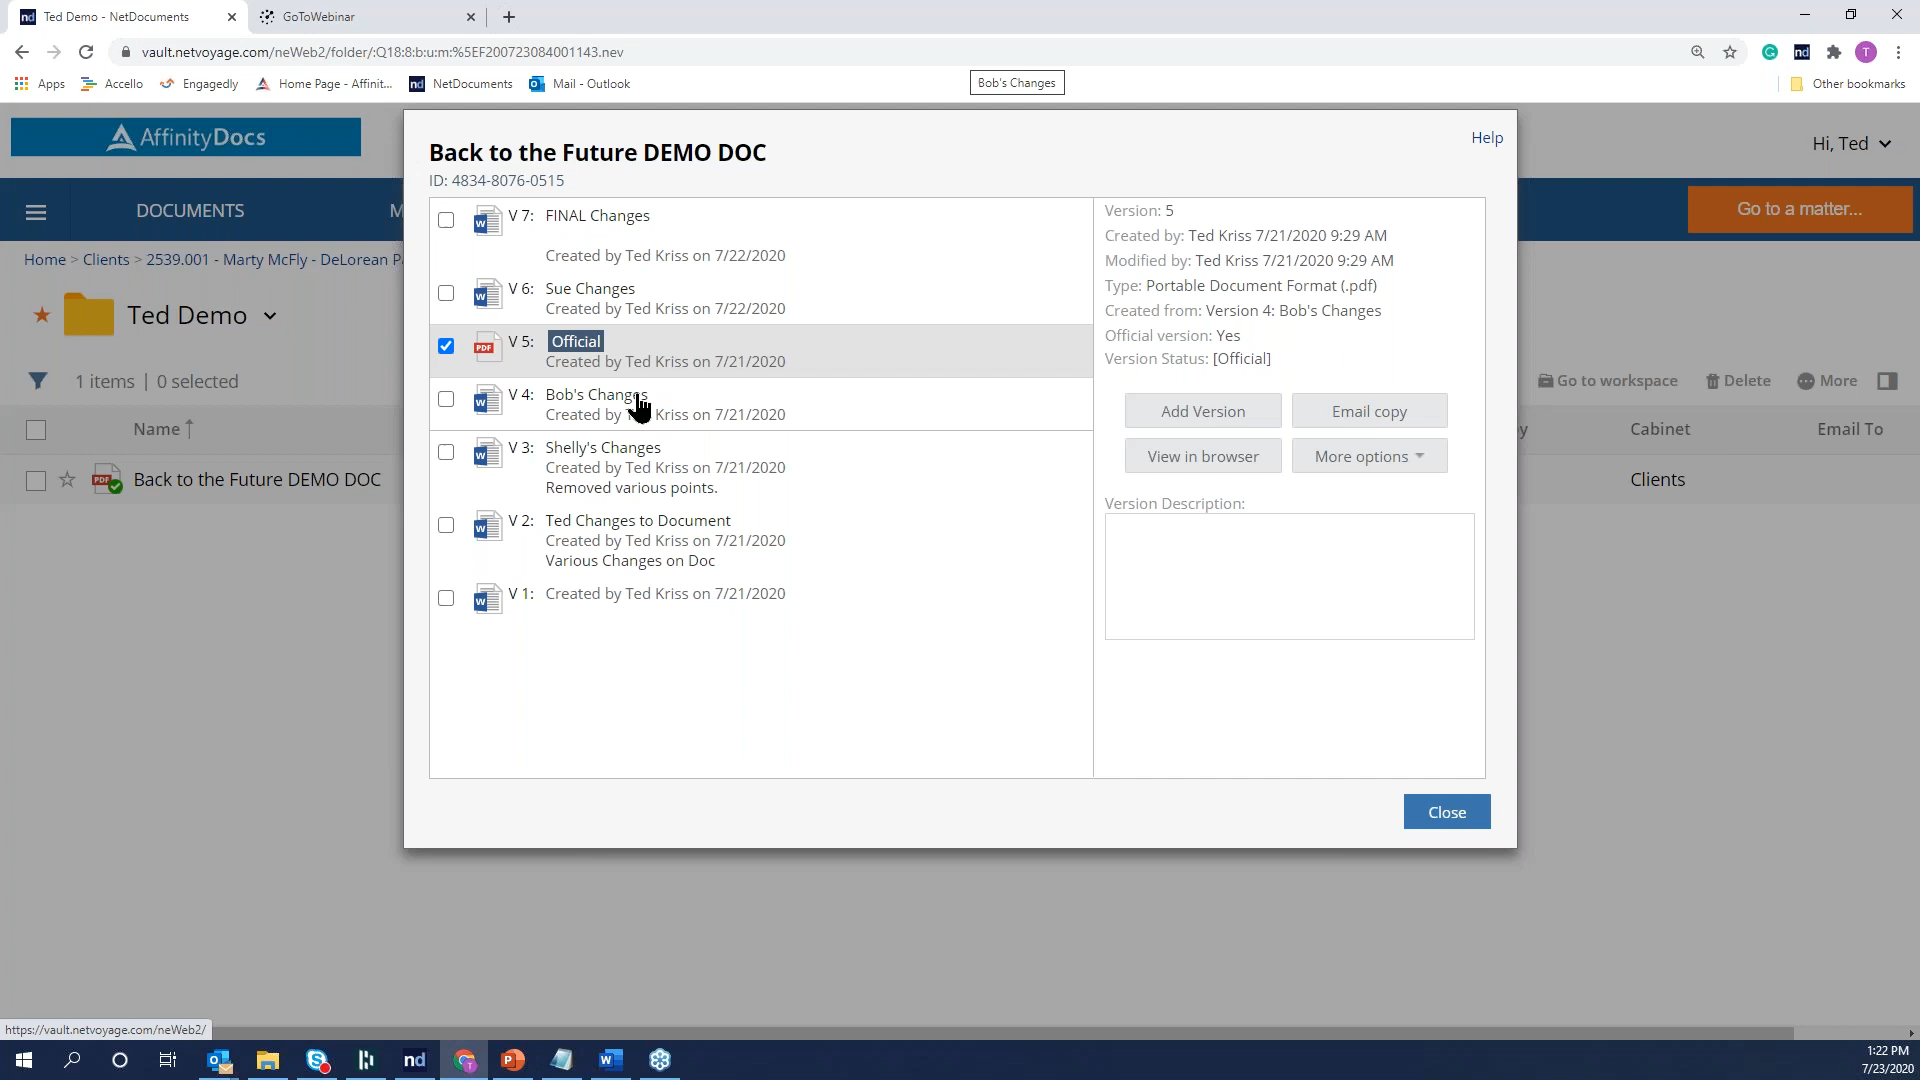 nd Ted Demo - NetDocuments
GoToWebinar
vault.netvoyage.com/neWeb2/folder/:Q18:8:b:u:m:%5EF200723084001143.nev
nd
T
Apps
Accello
Engagedly
Home Page - Affinit...
nd NetDocuments
Mail - Outlook
Bob's Changes
Other bookmarks
AffinityDocs
Hi, Ted
Help
Back to the Future DEMO DOC
ID: 4834-8076-0515
DOCUMENTS
M
Go to a matter...
Home > Clients > 2539.001 - Marty McFly - DeLorean P
Ted Demo
1 items | 0 selected
Go to workspace
Delete
More
Name
y
Cabinet
Email To
PDF Back to the Future DEMO DOC
Clients
W V 7: FINAL Changes
Created by Ted Kriss on 7/22/2020
W V 6: Sue Changes
Created by Ted Kriss on 7/22/2020
PDF V 5: Official
Created by Ted Kriss on 7/21/2020
W V 4: Bob's Changes
Created by Ted Kriss on 7/21/2020
W V 3: Shelly's Changes
Created by Ted Kriss on 7/21/2020
Removed various points.
W V 2: Ted Changes to Document
Created by Ted Kriss on 7/21/2020
Various Changes on Doc
W V 1: Created by Ted Kriss on 7/21/2020
Version: 5
Created by: Ted Kriss 7/21/2020 9:29 AM
Modified by: Ted Kriss 7/21/2020 9:29 AM
Type: Portable Document Format (.pdf)
Created from: Version 4: Bob's Changes
Official version: Yes
Version Status: [Official]
Add Version
Email copy
View in browser
More options
Version Description:
Close
https://vault.netvoyage.com/neWeb2/
nd
1:22 PM
7/23/2020